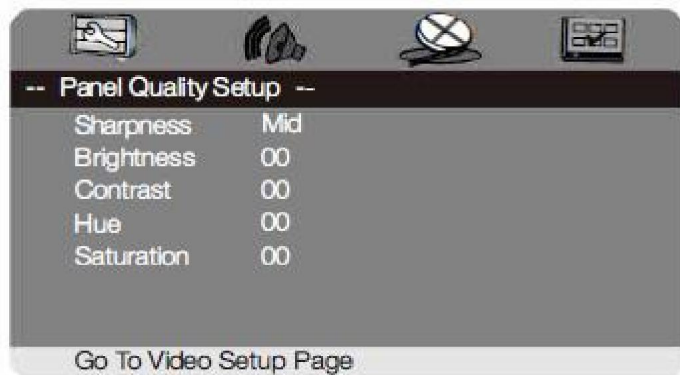 -- Panel Quality Setup --
Sharpness Mid
Brightness 00
Contrast 00
Hue 00
Saturation 00
Go To Video Setup Page